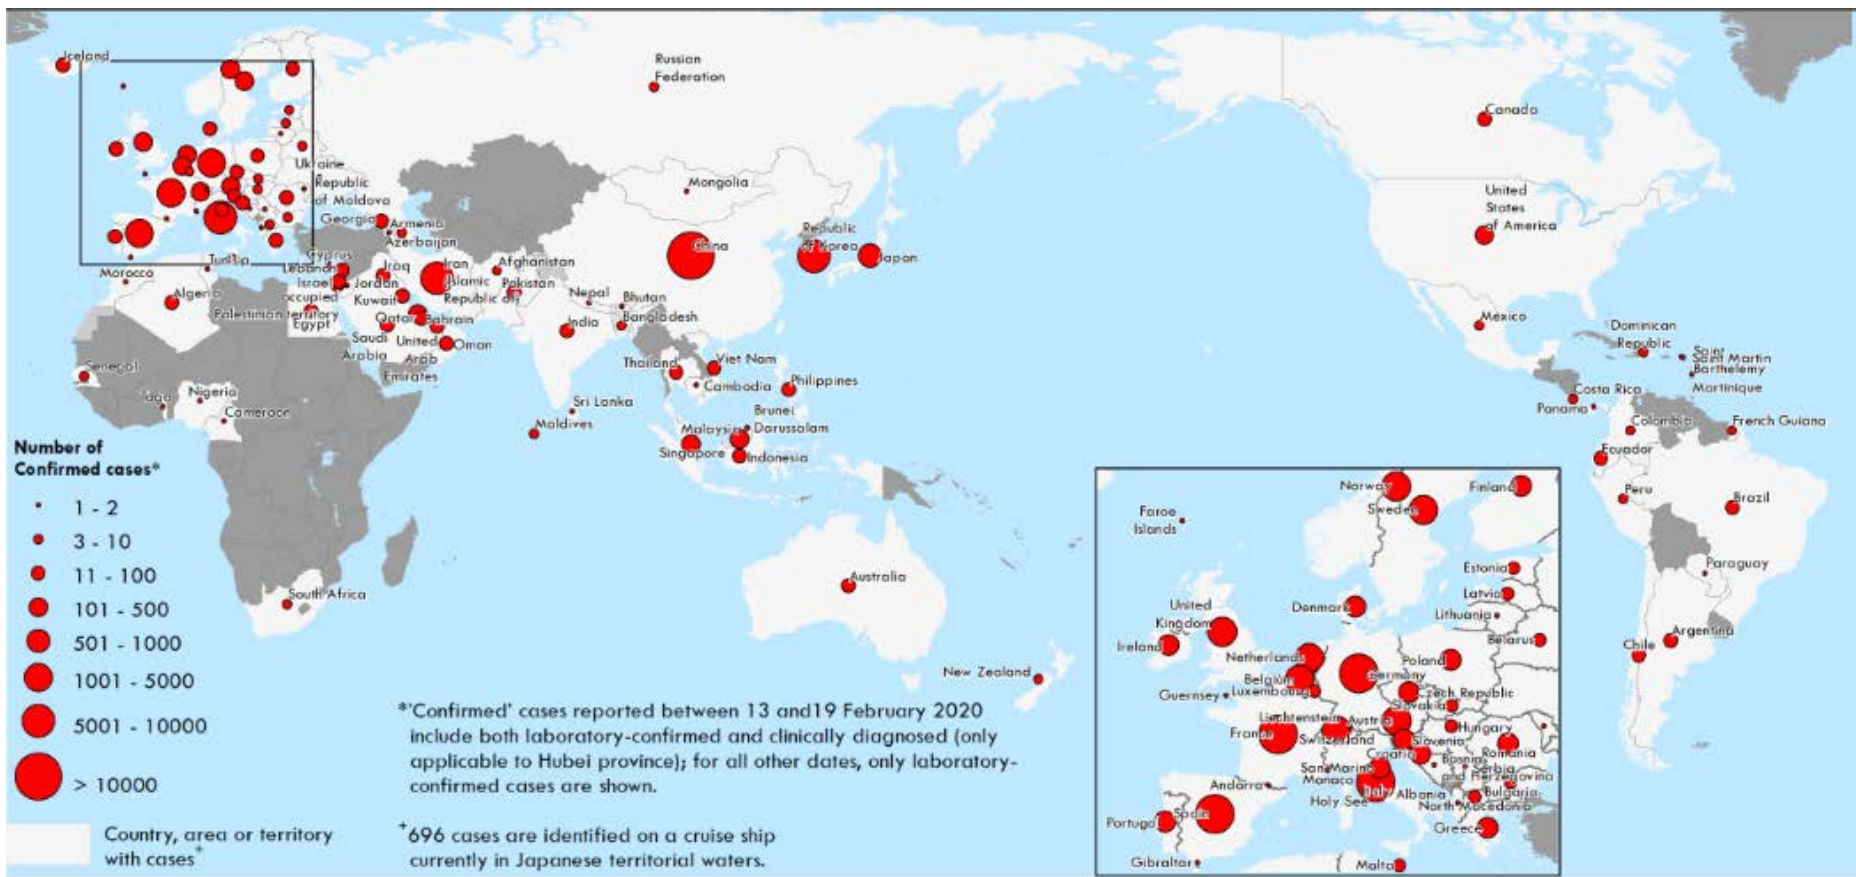 Iceland
Russian
Federation
Canada
Ukraine
Republic
of Moldova
Mongolia
United
States
of America
Georgia
Armenia
Azerbaijan
Republic
of Korea
China
Japan
Cyprus
Lebanon
Iraq
Iran
Islamic
Republic of
Afghanistan
Morocco
Israel
Jordan
Pakistan
occupied
Palestinian territory
Kuwait
Algeria
Nepal
Bhutan
Egypt
Qatar
Bahrain
India
Bangladesh
Mexico
Dominican
Republic
Saudi
Arabia
United
Arab
Emirates
Oman
Saint
Saint Martin
Barthelemy
Martinique
Senegal
Thailand
Viet Nam
Cambodia
Philippines
Costa Rica
Panama
Nigeria
Cameroon
Sri Lanka
Maldives
Brunei
Darussalam
Malaysia
Singapore
Indonesia
Colombia
French Guiana
Ecuador
Peru
Brazil
Number of
Confirmed cases*
1 - 2
3 - 10
11 - 100
101 - 500
501 - 1000
1001 - 5000
5001 - 10000
> 10000
Country, area or territory
with cases+
South Africa
Australia
New Zealand
Paraguay
Chile
Argentina
*'Confirmed' cases reported between 13 and19 February 2020
include both laboratory-confirmed and clinically diagnosed (only
applicable to Hubei province); for all other dates, only laboratory-
confirmed cases are shown.
+696 cases are identified on a cruise ship
currently in Japanese territorial waters.
Norway
Finland
Sweden
Faroe
Islands
Estonia
Latvia
Lithuania
United
Kingdom
Denmark
Ireland
Belarus
Netherlands
Poland
Belgium
Germany
Guernsey
Luxembourg
Czech Republic
Slovakia
Liechtenstein
Austria
France
Switzerland
Slovenia
Hungary
Croatia
Romania
San Marino
Bosnia
and Herzegovina
Serbia
Monaco
Andorra
Italy
Albania
Bulgaria
Holy See
North Macedonia
Portugal
Spain
Greece
Gibraltar
Malta